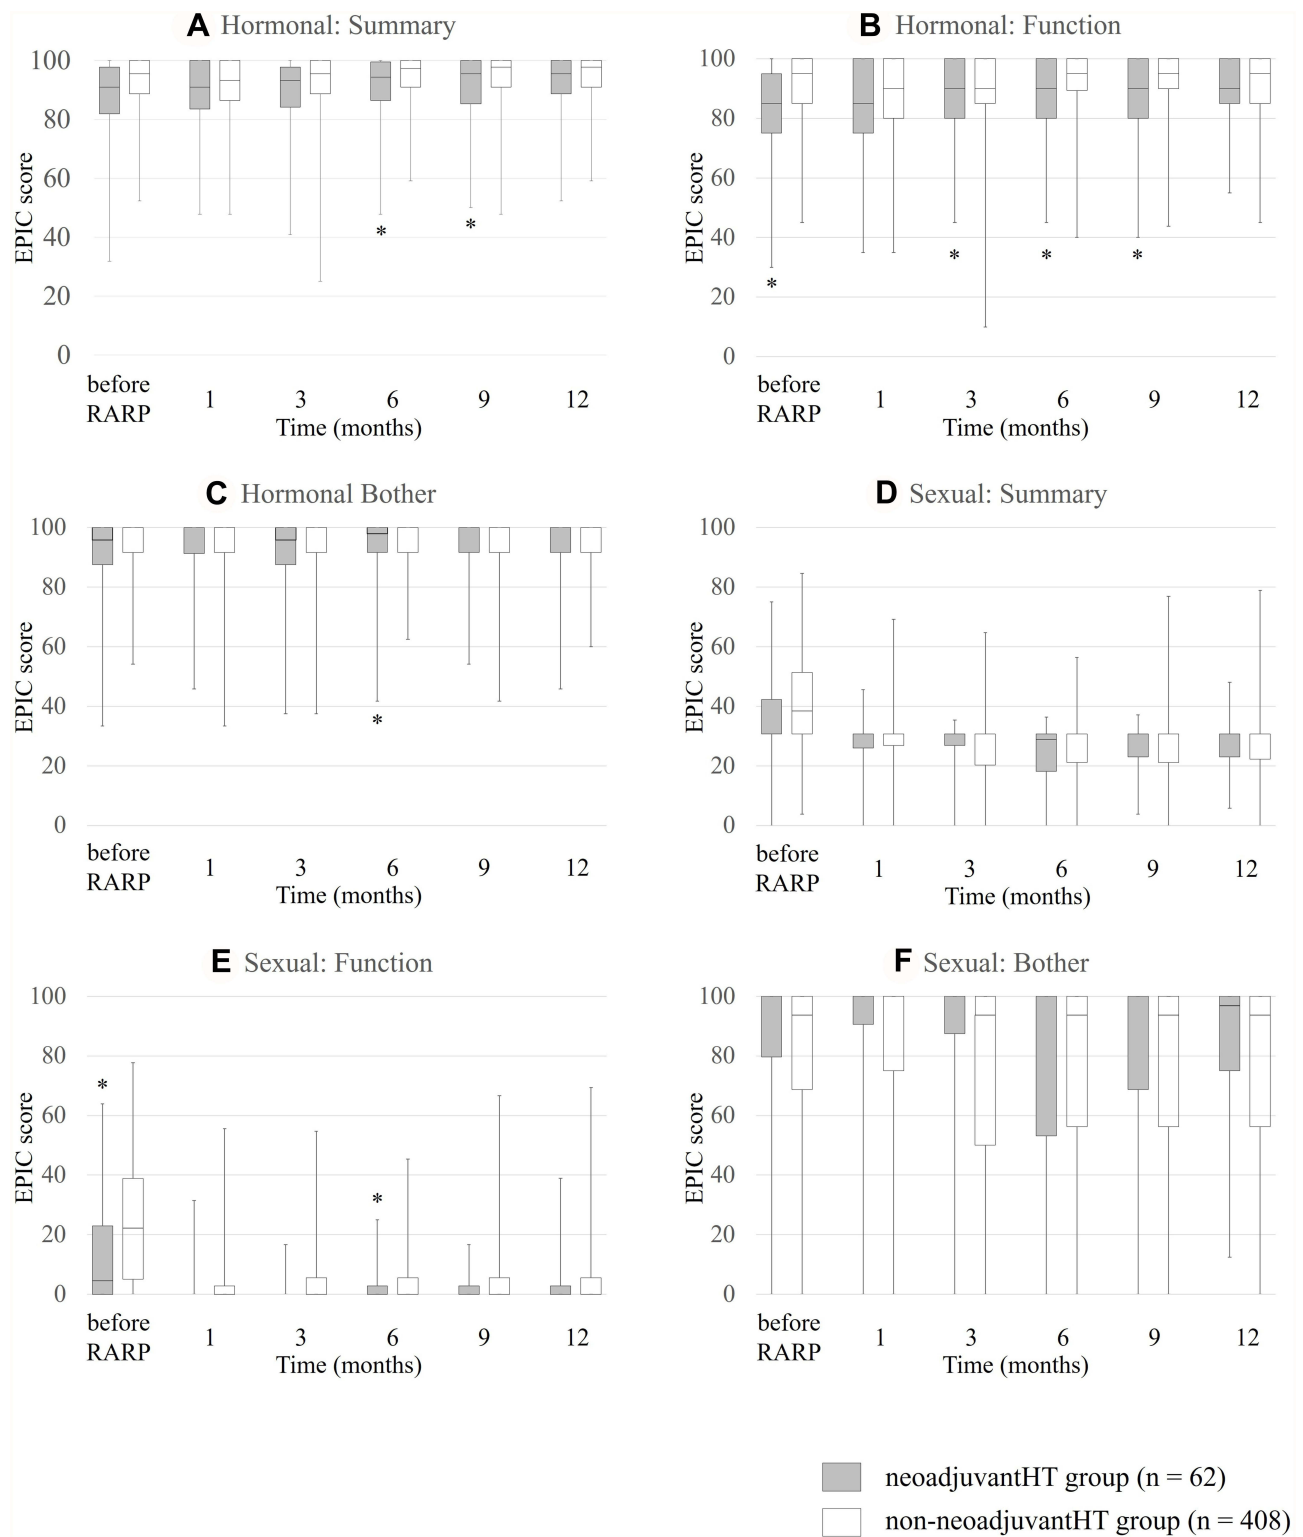 A Hormonal: Summary
100
80
60
40
20
0
EPIC score
*
*
before RARP
1
3
6
9
12
Time (months)
B Hormonal: Function
100
80
60
40
20
0
EPIC score
*
*
*
*
before RARP
1
3
6
9
12
Time (months)
C Hormonal Bother
100
80
60
40
20
0
EPIC score
*
before RARP
1
3
6
9
12
Time (months)
D Sexual: Summary
100
80
60
40
20
0
EPIC score
before RARP
1
3
6
9
12
Time (months)
E Sexual: Function
100
80
60
40
20
0
EPIC score
*
*
before RARP
1
3
6
9
12
Time (months)
F Sexual: Bother
100
80
60
40
20
0
EPIC score
before RARP
1
3
6
9
12
Time (months)
neoadjuvantHT group (n = 62)
non-neoadjuvantHT group (n = 408)